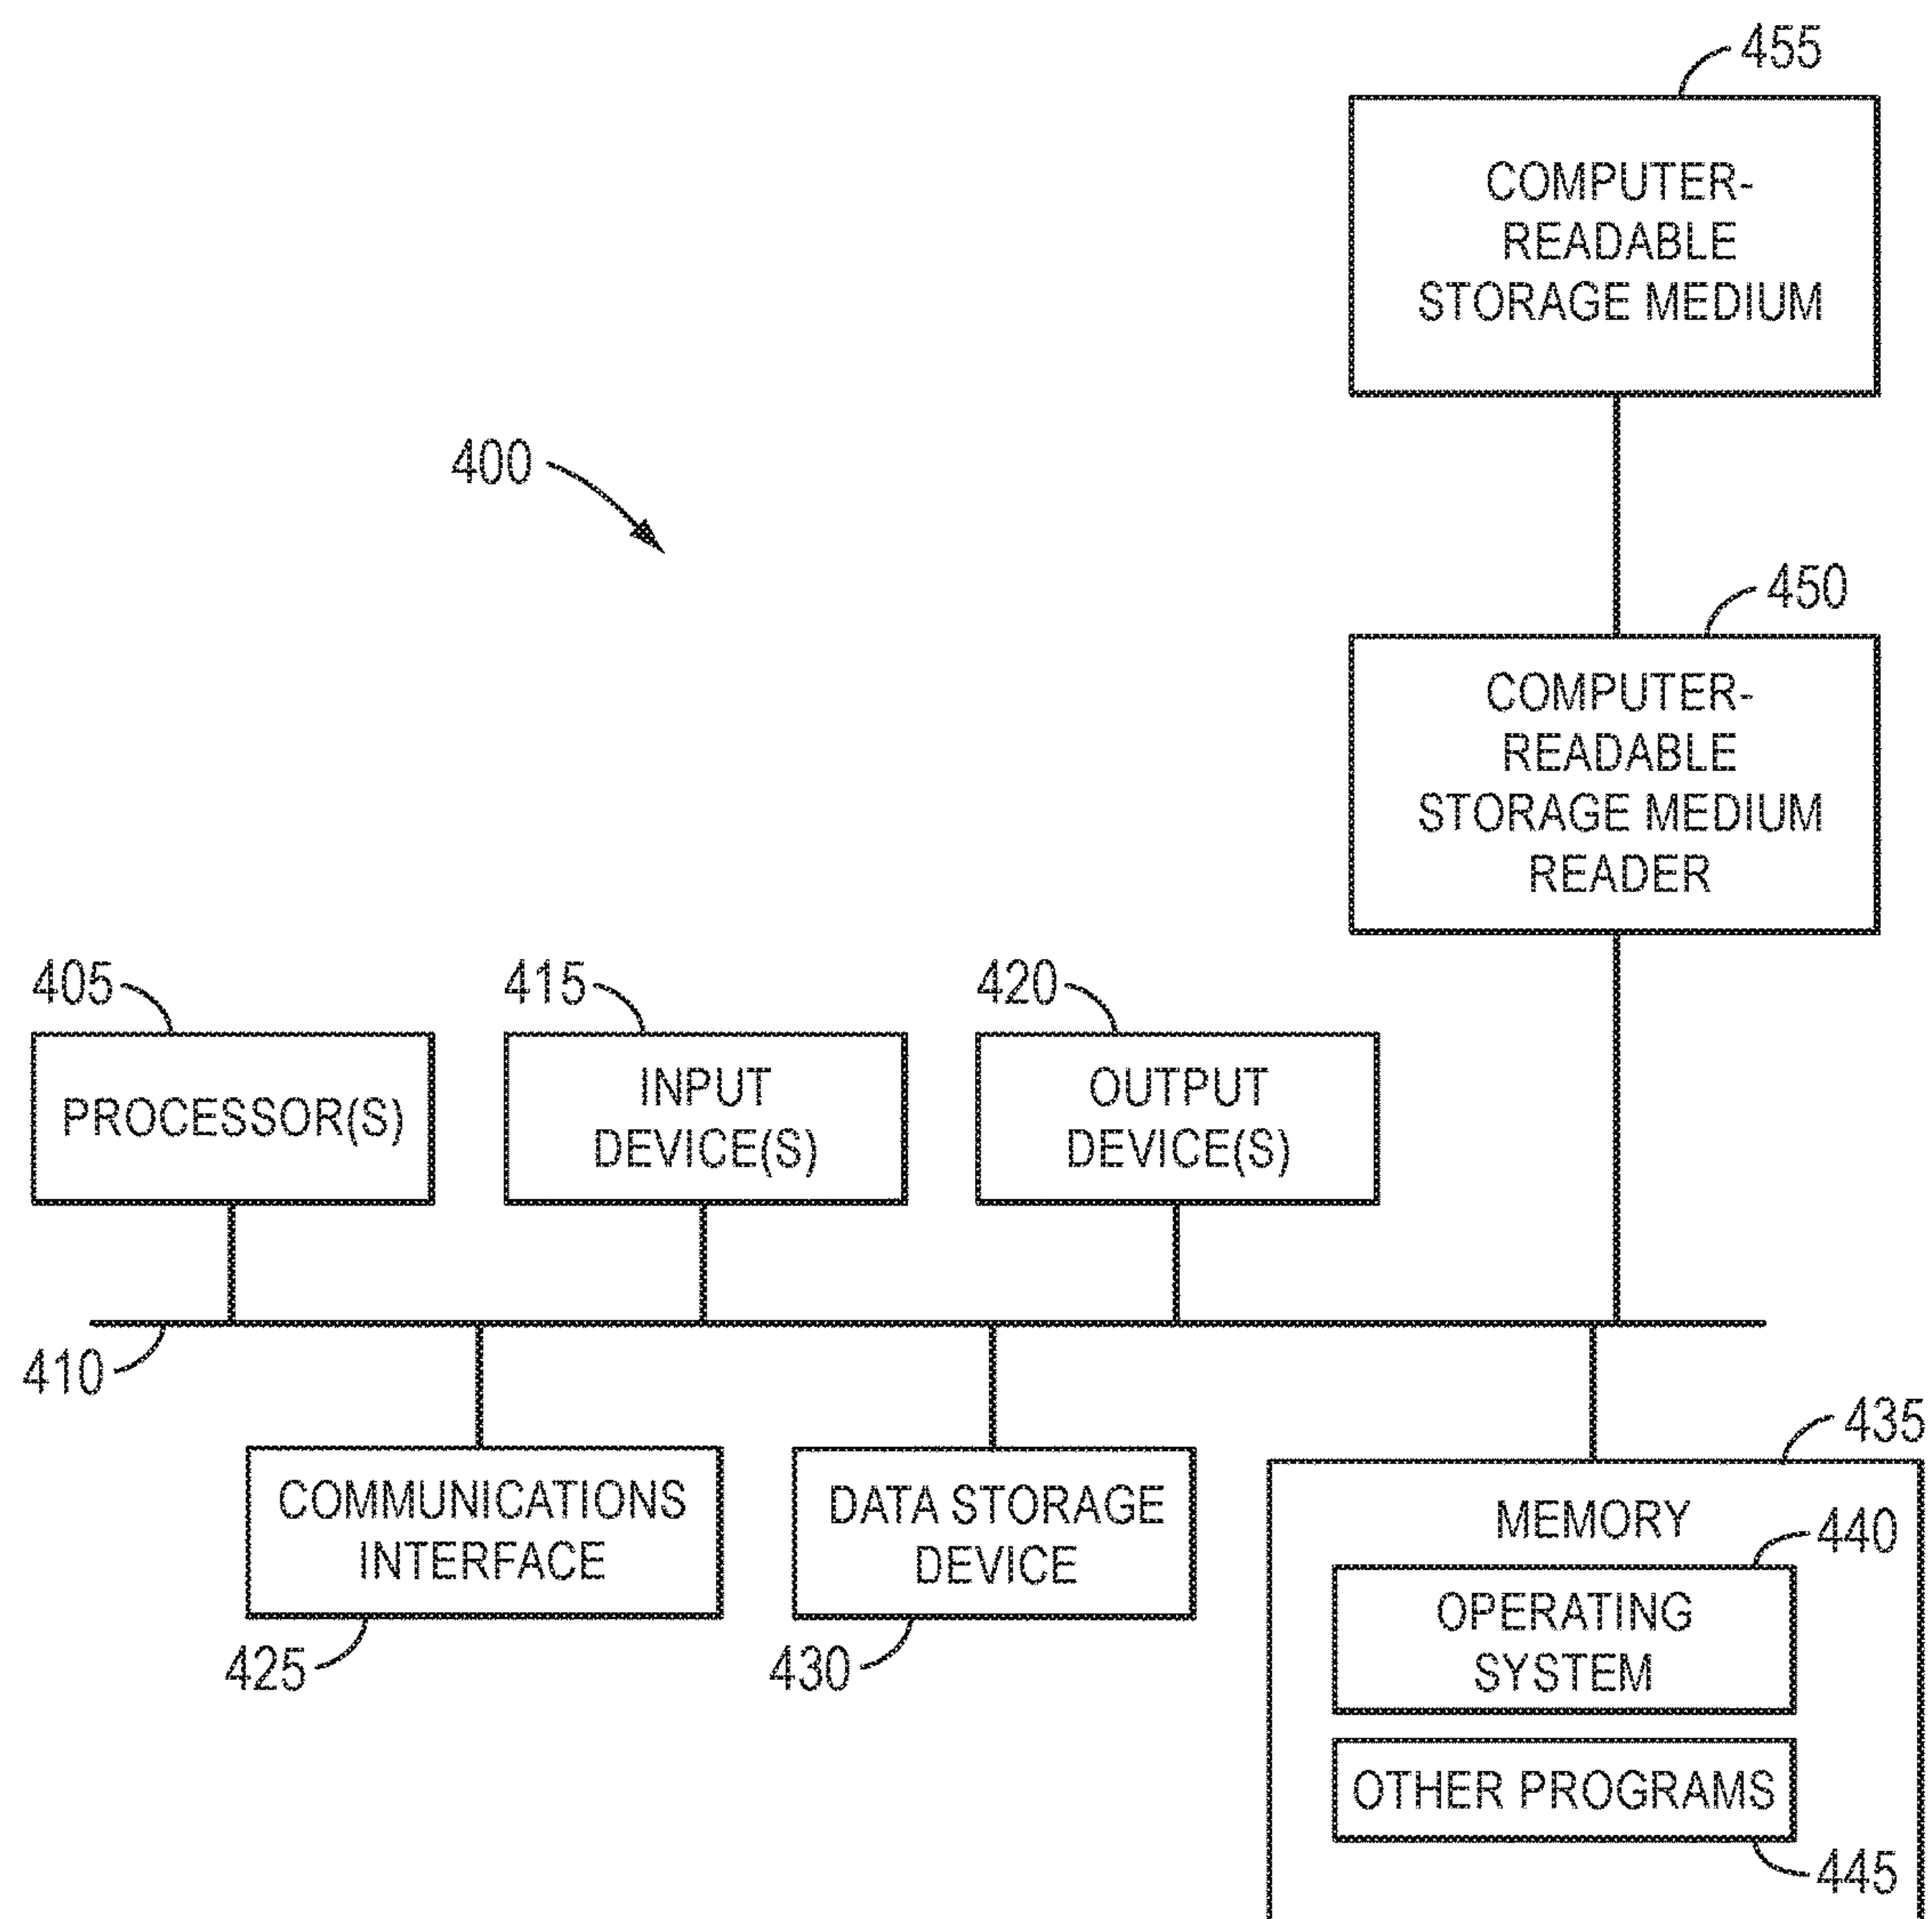 455
COMPUTER-
READABLE
STORAGE MEDIUM
400
450
COMPUTER-
READABLE
STORAGE MEDIUM
READER
405
PROCESSOR(S)
415
INPUT
DEVICE(S)
420
OUTPUT
DEVICE(S)
410
COMMUNICATIONS
INTERFACE
425
DATA STORAGE
DEVICE
430
435
MEMORY
440
OPERATING
SYSTEM
OTHER PROGRAMS
445